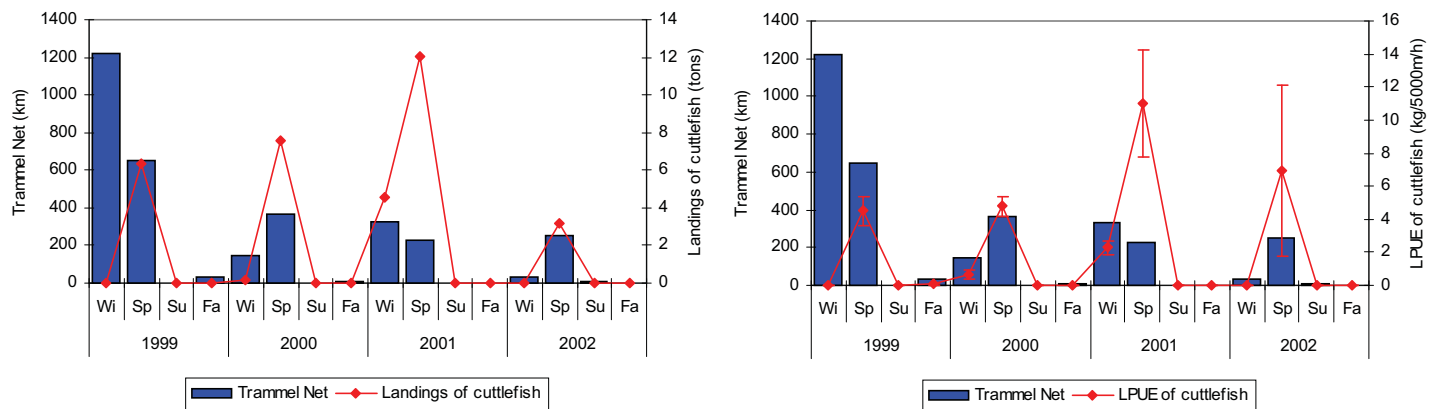 1400 14
1200 12
1000 10
800 8
600 6
400 4
200 2
0 0
Trammel Net (km)
Landings of cuttlefish (tons)
Wi Sp Su Fa Wi Sp Su Fa Wi Sp Su Fa Wi Sp Su Fa
1999 2000 2001 2002
Trammel Net Landings of cuttlefish
1400 16
1200 14
1000 12
800 10
600 8
400 6
200 4
0 2
0
Trammel Net (km)
LPUE of cuttlefish (kg/5000m/h)
Wi Sp Su Fa Wi Sp Su Fa Wi Sp Su Fa Wi Sp Su Fa
1999 2000 2001 2002
Trammel Net LPUE of cuttlefish